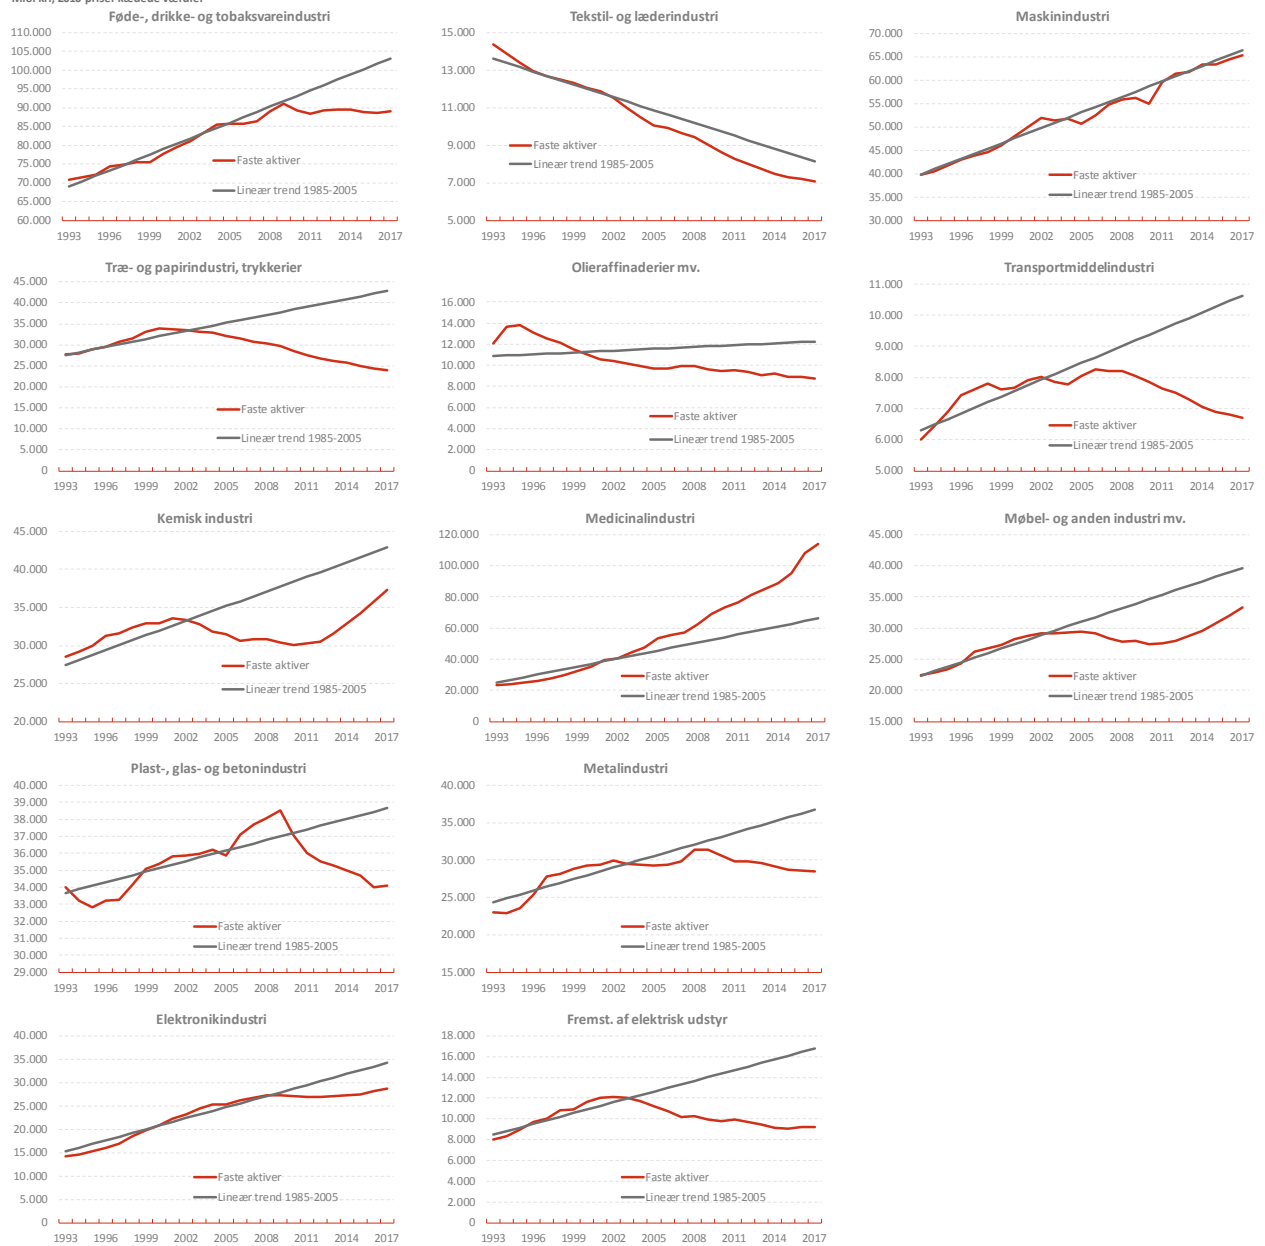 Føde-, drikke- og tobaksvareindustri
110.000
105.000
100.000
95.000
90.000
85.000
80.000
75.000
70.000
65.000
60.000
Faste aktiver
Lineær trend 1985-2005
1993 1996 1999 2002 2005 2008 2011 2014 2017
Tekstil- og læderindustri
15.000
13.000
11.000
9.000
7.000
5.000
Faste aktiver
Lineær trend 1985-2005
1993 1996 1999 2002 2005 2008 2011 2014 2017
Maskinindustri
70.000
65.000
60.000
55.000
50.000
45.000
40.000
35.000
30.000
Faste aktiver
Lineær trend 1985-2005
1993 1996 1999 2002 2005 2008 2011 2014 2017
Træ- og papirindustri, trykkerier
45.000
40.000
35.000
30.000
25.000
20.000
15.000
10.000
5.000
0
Faste aktiver
Lineær trend 1985-2005
1993 1996 1999 2002 2005 2008 2011 2014 2017
Olieraffinaderier mv.
16.000
14.000
12.000
10.000
8.000
6.000
4.000
2.000
0
Faste aktiver
Lineær trend 1985-2005
1993 1996 1999 2002 2005 2008 2011 2014 2017
Transportmiddelindustri
11.000
10.000
9.000
8.000
7.000
6.000
5.000
Faste aktiver
Lineær trend 1985-2005
1993 1996 1999 2002 2005 2008 2011 2014 2017
Kemisk industri
45.000
40.000
35.000
30.000
25.000
20.000
Faste aktiver
Lineær trend 1985-2005
1993 1996 1999 2002 2005 2008 2011 2014 2017
Medicinalindustri
120.000
100.000
80.000
60.000
40.000
20.000
0
Faste aktiver
Lineær trend 1985-2005
1993 1996 1999 2002 2005 2008 2011 2014 2017
Møbel- og anden industri mv.
45.000
40.000
35.000
30.000
25.000
20.000
15.000
Faste aktiver
Lineær trend 1985-2005
1993 1996 1999 2002 2005 2008 2011 2014 2017
Plast-, glas- og betonindustri
40.000
39.000
38.000
37.000
36.000
35.000
34.000
33.000
32.000
31.000
30.000
29.000
Faste aktiver
Lineær trend 1985-2005
1993 1996 1999 2002 2005 2008 2011 2014 2017
Metalindustri
40.000
35.000
30.000
25.000
20.000
15.000
Faste aktiver
Lineær trend 1985-2005
1993 1996 1999 2002 2005 2008 2011 2014 2017
Elektronikindustri
40.000
35.000
30.000
25.000
20.000
15.000
10.000
5.000
0
Faste aktiver
Lineær trend 1985-2005
1993 1996 1999 2002 2005 2008 2011 2014 2017
Fremst. af elektrisk udstyr
18.000
16.000
14.000
12.000
10.000
8.000
6.000
4.000
2.000
0
Faste aktiver
Lineær trend 1985-2005
1993 1996 1999 2002 2005 2008 2011 2014 2017